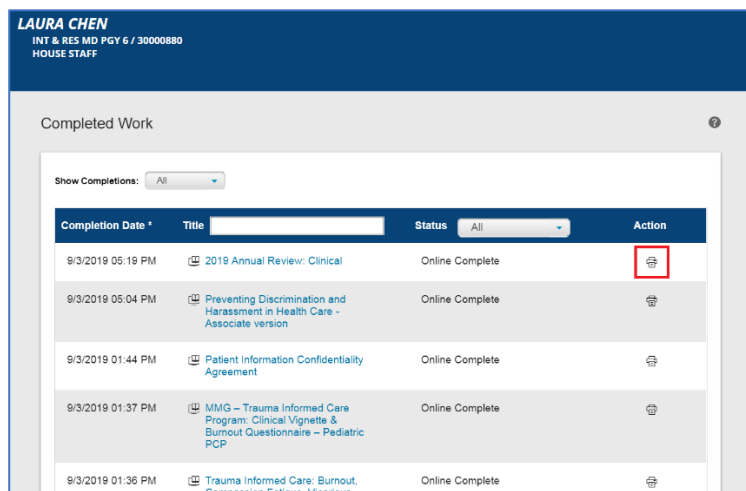 LAURA CHEN
INT & RES MD PGY 6 / 30000880
HOUSE STAFF
Completed Work
?
Show Completions: All
Completion Date * Title Status All Action
9/3/2019 05:19 PM 2019 Annual Review: Clinical Online Complete
9/3/2019 05:04 PM Preventing Discrimination and Online Complete
Harassment in Health Care -
Associate version
9/3/2019 01:44 PM Patient Information Confidentiality Online Complete
Agreement
9/3/2019 01:37 PM MMG – Trauma Informed Care Online Complete
Program: Clinical Vignette &
Burnout Questionnaire – Pediatric
PCP
9/3/2019 01:36 PM Trauma Informed Care: Burnout, Online Complete